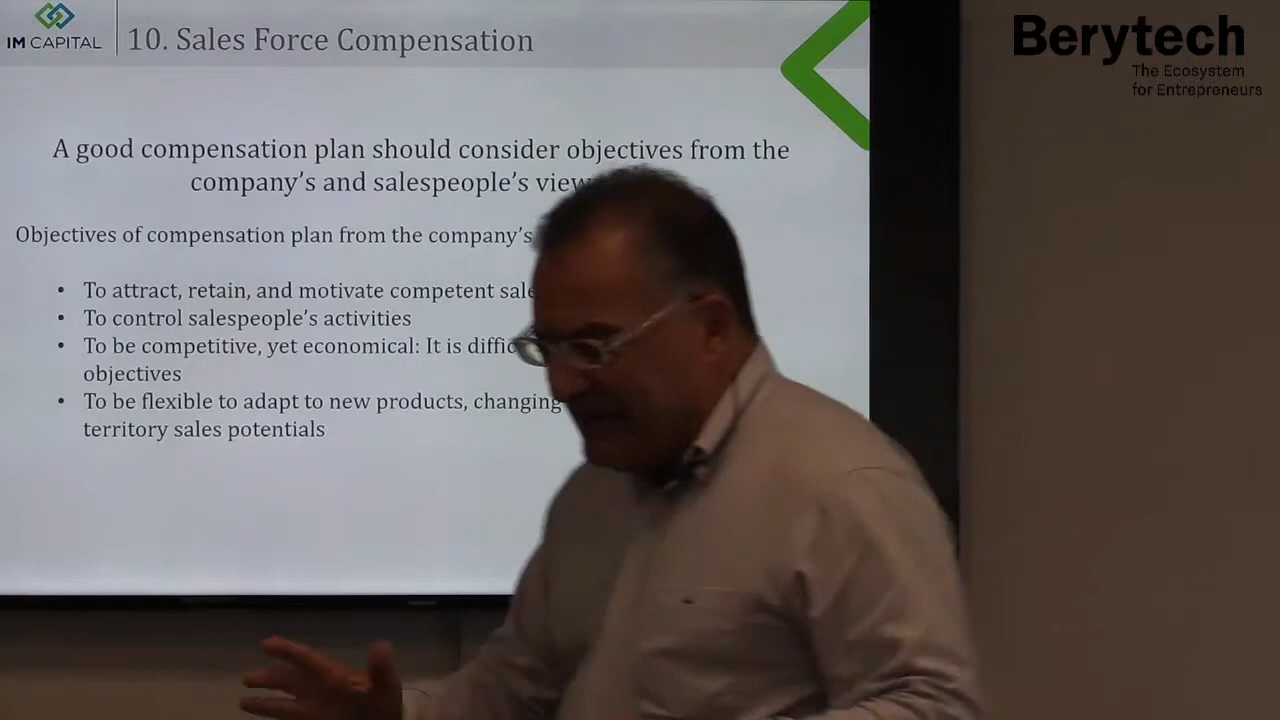 IM CAPITAL
10. Sales Force Compensation
Berytech
The Ecosystem
for Entrepreneurs
A good compensation plan should consider objectives from the
company's and salespeople's
Objectives of compensation plan from the company's
• To attract, retain, and motivate competent
• To control salespeople's activities
• To be competitive, yet economical: It is
objectives
• To be flexible to adapt to new products, changing
territory sales potentials